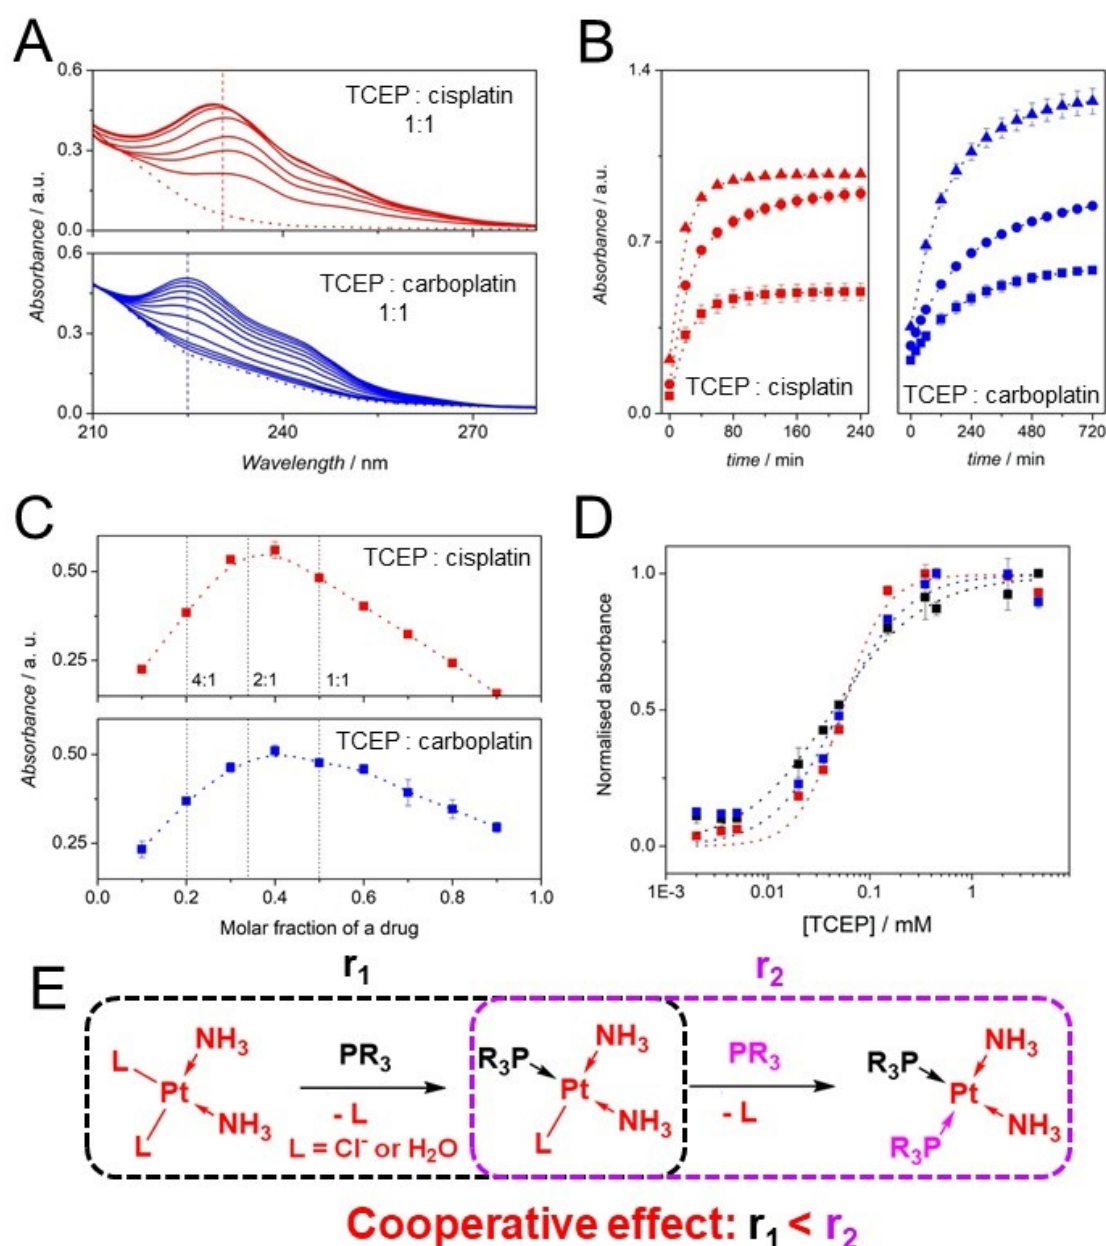 A
0.6
0.3
0.0
0.6
0.3
0.0
Absorbance / a.u.
TCEP : cisplatin
1:1
TCEP : carboplatin
1:1
210
240
270
Wavelength / nm
B
1.4
0.7
0.0
Absorbance / a.u.
TCEP : cisplatin
TCEP : carboplatin
0
80
160
240
0
240
480
720
time / min
time / min
C
0.50
0.25
0.50
0.25
Absorbance / a. u.
TCEP : cisplatin
4:1
2:1
1:1
TCEP : carboplatin
0.0
0.2
0.4
0.6
0.8
1.0
Molar fraction of a drug
D
1.0
0.5
0.0
Normalised absorbance
1E-3
0.01
0.1
1
[TCEP] / mM
E
r1
r2
L
NH3
Pt
L
NH3
PR3
- L
L = Cl- or H2O
R3P
NH3
Pt
L
NH3
PR3
- L
R3P
NH3
Pt
R3P
NH3
Cooperative effect: r1 < r2